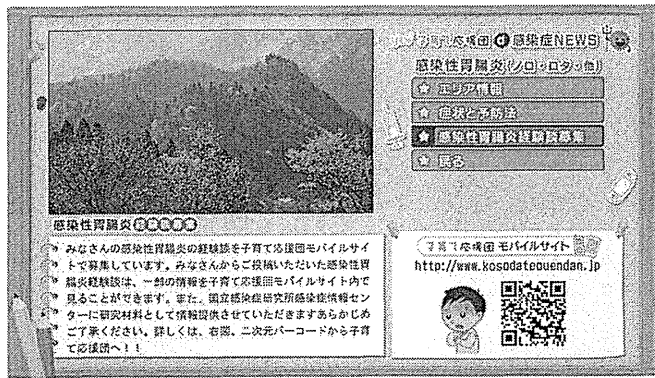 子育て応援団 感染症NEWS
感染性胃腸炎(ノロ・ロタ・他)
★ エリア情報
★ 症状と予防法
★ 感染性胃腸炎経験談募集
★ 戻る
感染性胃腸炎経験談募集
みなさんの感染性胃腸炎の経験談を子育て応援団モバイルサイ
トで募集しています。みなさんからご投稿いただいた感染性胃
腸炎経験談は、一部の情報を子育て応援団モバイルサイト内で
見ることができます。また、国立感染症研究所感染症情報セン
ターに研究材料として情報提供させていただきますあらかじめ
ご了承ください。詳しくは、右図、二次元バーコードから子育
て応援団へ！！
子育て応援団 モバイルサイト
http://www.kosodateouendan.jp